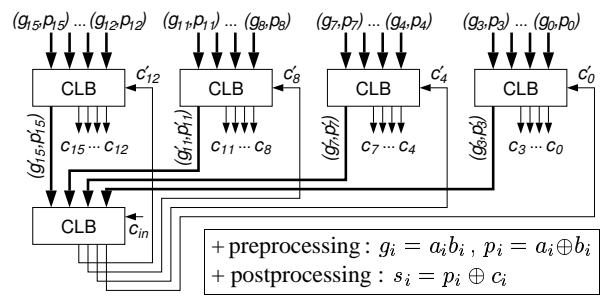 (g₁₅,p₁₅) ··· (g₁₂,p₁₂) (g₁₁,p₁₁) ··· (g₈,p₈) (g₇,p₇) ··· (g₄,p₄) (g₃,p₃) ··· (g₀,p₀)
CLB c′₁₂ CLB c′₈ CLB c′₄ CLB c′₀
(g′₁₅,p′₁₅) c₁₅ ··· c₁₂ (g′₁₁,p′₁₁) c₁₁ ··· c₈ (g′₇,p′₇) c₇ ··· c₄ (g′₃,p′₃) c₃ ··· c₀
CLB c_in
+ preprocessing : gᵢ = aᵢbᵢ , pᵢ = aᵢ⊕bᵢ
+ postprocessing : sᵢ = pᵢ ⊕ cᵢ